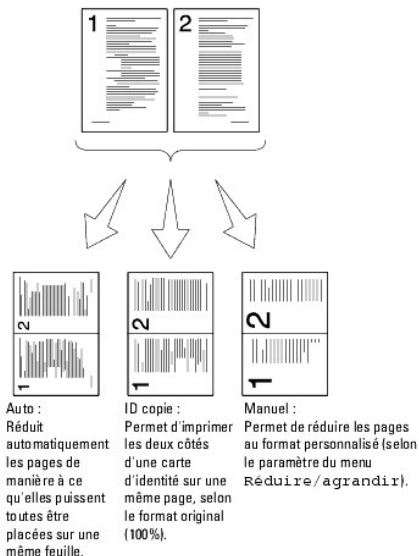 1 2
2
1
2
1
2
1
Auto :
Réduit
automatiquement
les pages de
manière à ce
qu'elles puissent
toutes être
placées sur une
même feuille.
ID copie :
Permet d'imprimer
les deux côtés
d'une carte
d'identité sur une
même page, selon
le format original
(100%).
Manuel :
Permet de réduire les pages
au format personnalisé (selon
le paramètre du menu
Réduire/agrandir).